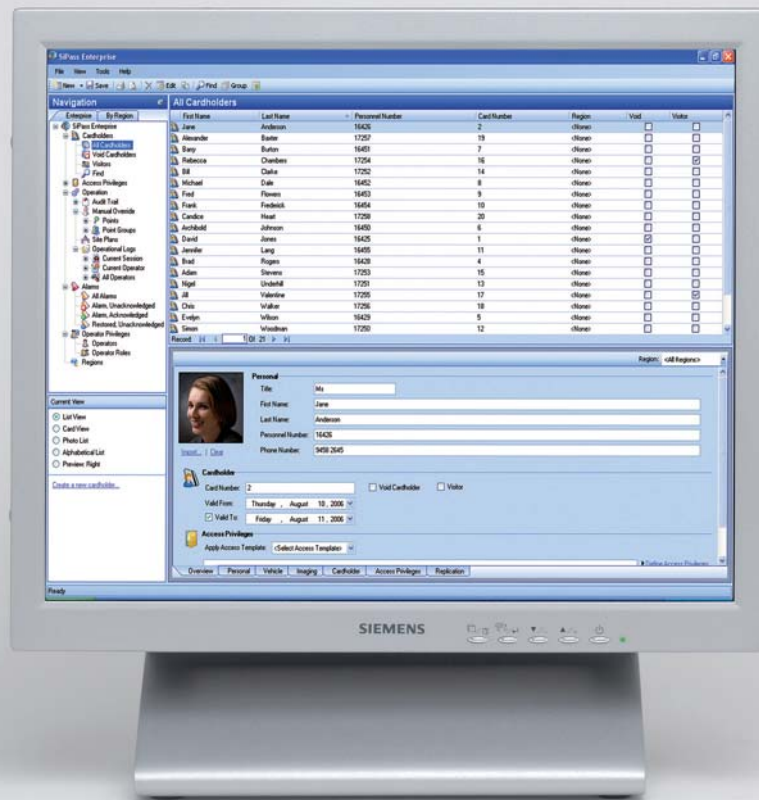 SiPass Enterprise
File View Tools Help
New Save Edit Find Group
Navigation
All Cardholders
Enterprise By Region
SiPass Enterprise
Cardholders
All Cardholders
Void Cardholders
Visitors
Find
Access Privileges
Operation
Audit Trail
Manual Override
Points
Point Groups
Site Plans
Operational Logs
Current Session
Current Operator
All Operators
Alarms
All Alarms
Alarm, Unacknowledged
Alarm, Acknowledged
Restored, Unacknowledged
Operator Privileges
Operators
Operator Roles
Regions
First Name Last Name Personnel Number Card Number Region Void Visitor
Jane Anderson 16426 2 <None>
Alexander Baxter 17257 19 <None>
Barry Burton 16451 7 <None>
Rebecca Chambers 17254 16 <None>
Bill Clarke 17252 14 <None>
Michael Dale 16452 8 <None>
Fred Flowers 16453 9 <None>
Frank Frederick 16454 10 <None>
Candice Heart 17258 20 <None>
Archibold Johnson 16450 6 <None>
David Jones 16425 1 <None>
Jennifer Lang 16455 11 <None>
Brad Rogers 16428 4 <None>
Adam Stevens 17253 15 <None>
Nigel Underhill 17251 13 <None>
Jill Valentine 17255 17 <None>
Chris Walker 17256 18 <None>
Evelyn Wilson 16429 5 <None>
Simon Woodman 17250 12 <None>
Record: 1 Of 21
Region: <All Regions>
Current View
List View
Card View
Photo List
Alphabetical List
Preview: Right
Create a new cardholder...
Personal
Title: Ms
First Name: Jane
Last Name: Anderson
Personnel Number: 16426
Phone Number: 9458 2645
Import... | Clear
Cardholder
Card Number: 2 Void Cardholder Visitor
Valid From: Thursday , August 10 , 2006
Valid To: Friday , August 11 , 2006
Access Privileges
Apply Access Template: <Select Access Template>
Define Access Privileges
Overview Personal Vehicle Imaging Cardholder Access Privileges Replication
Ready
SIEMENS